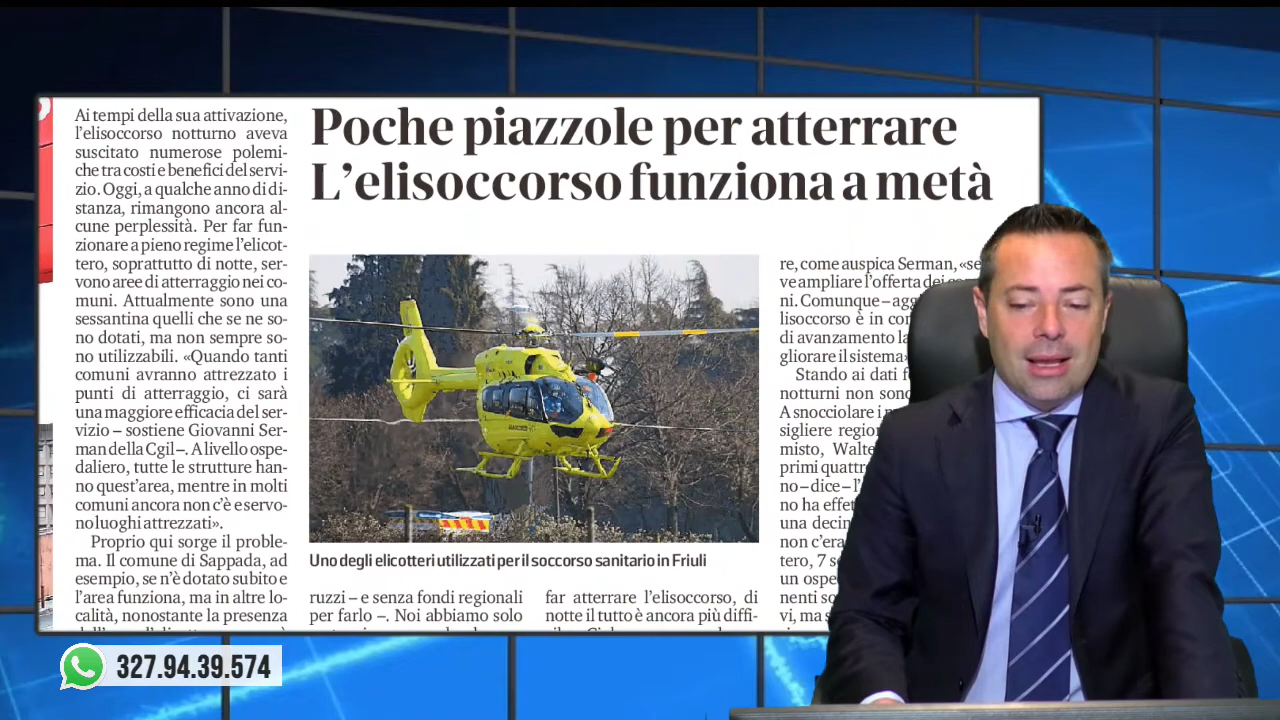 Ai tempi della sua attivazione,
l'elisoccorso notturno aveva
suscitato numerose polemi-
che tra costi e benefici del servi-
zio. Oggi, a qualche anno di di-
stanza, rimangono ancora al-
cune perplessità. Per far fun-
zionare a pieno regime l'elicot-
tero, soprattutto di notte, ser-
vono aree di atterraggio nei co-
muni. Attualmente sono una
sessantina quelli che se ne so-
no dotati, ma non sempre so-
no utilizzabili. «Quando tanti
comuni avranno attrezzato i
punti di atterraggio, ci sarà
una maggiore efficacia del ser-
vizio – sostiene Giovanni Ser-
man della Cgil –. A livello ospe-
daliero, tutte le strutture han-
no quest'area, mentre in molti
comuni ancora non c'è e servo-
no luoghi attrezzati».
Proprio qui sorge il proble-
ma. Il comune di Sappada, ad
esempio, se n'è dotato subito e
l'area funziona, ma in altre lo-
calità, nonostante la presenza
Poche piazzole per atterrare
L'elisoccorso funziona a metà
Uno degli elicotteri utilizzati per il soccorso sanitario in Friuli
ruzzi – e senza fondi regionali
per farlo –. Noi abbiamo solo
far atterrare l'elisoccorso, di
notte il tutto è ancora più diffi-
re, come auspica Serman, «se
ve ampliare l'offerta dei
ni. Comunque – agg
lisoccorso è in con
di avanzamento la
gliorare il sistema»
Stando ai dati f
notturni non sono
A snocciolare i
sigliere region
misto, Walte
primi quattr
no – dice – l'
no ha effet
una decin
non c'era
tero, 7 s
un ospe
nenti so
vi, ma s
327.94.39.574